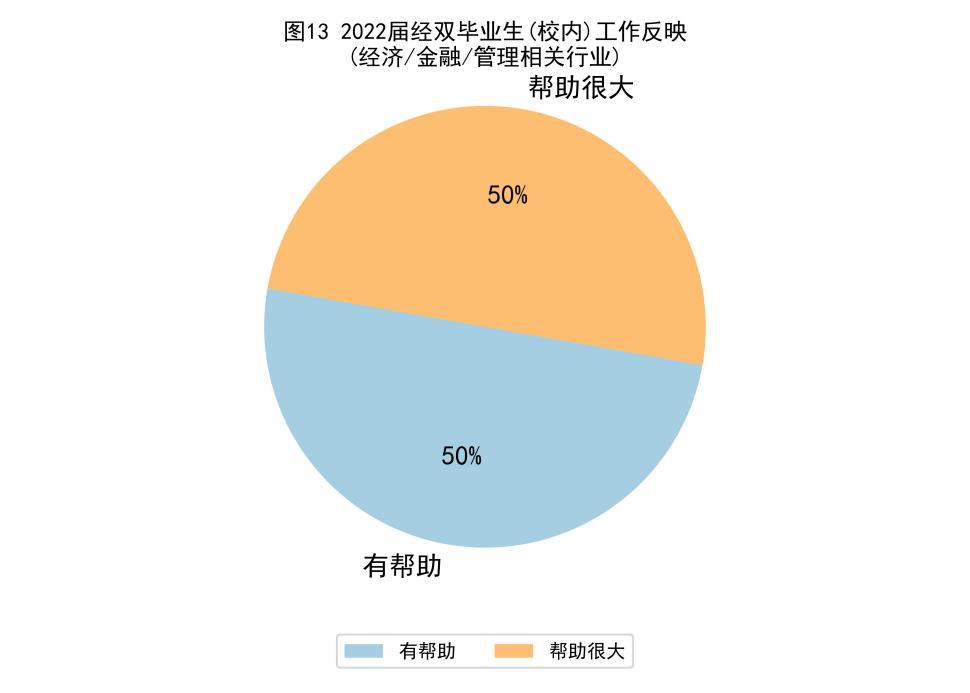 图13 2022届经双毕业生(校内)工作反映
(经济/金融/管理相关行业)
帮助很大
50%
50%
有帮助
有帮助 帮助很大